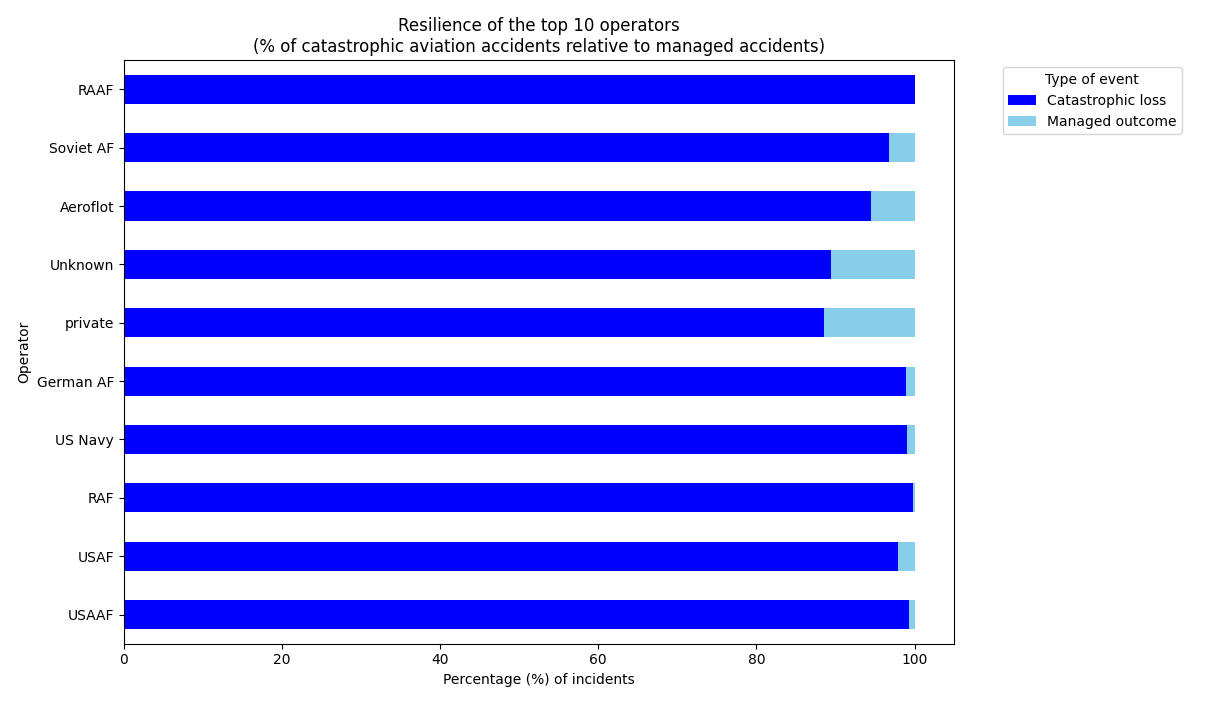 Resilience of the top 10 operators
(% of catastrophic aviation accidents relative to managed accidents)
Type of event
Catastrophic loss
Managed outcome
Operator
RAAF
Soviet AF
Aeroflot
Unknown
private
German AF
US Navy
RAF
USAF
USAAF
0 20 40 60 80 100
Percentage (%) of incidents